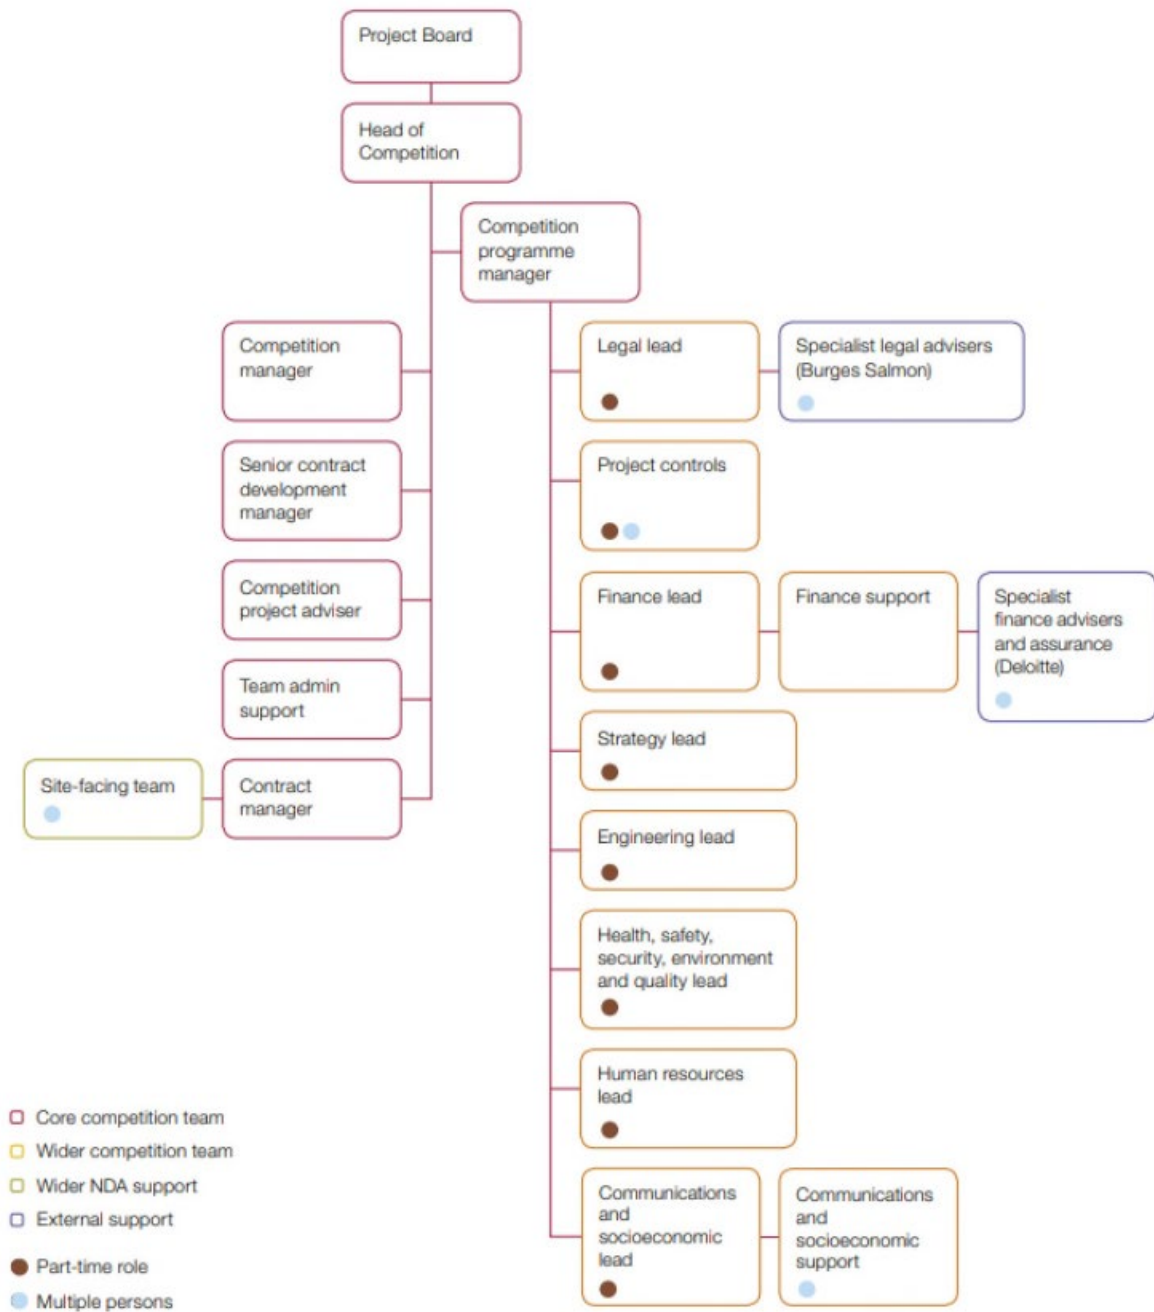 Project Board
Head of
Competition
Competition
programme
manager
Competition
manager
Legal lead
Specialist legal advisers
(Burges Salmon)
Senior contract
development
manager
Project controls
Competition
project adviser
Finance lead
Finance support
Specialist
finance advisers
and assurance
(Deloitte)
Team admin
support
Strategy lead
Site-facing team
Contract
manager
Engineering lead
Health, safety,
security, environment
and quality lead
Human resources
lead
Communications
and
socioeconomic
lead
Communications
and
socioeconomic
support
Core competition team
Wider competition team
Wider NDA support
External support
Part-time role
Multiple persons